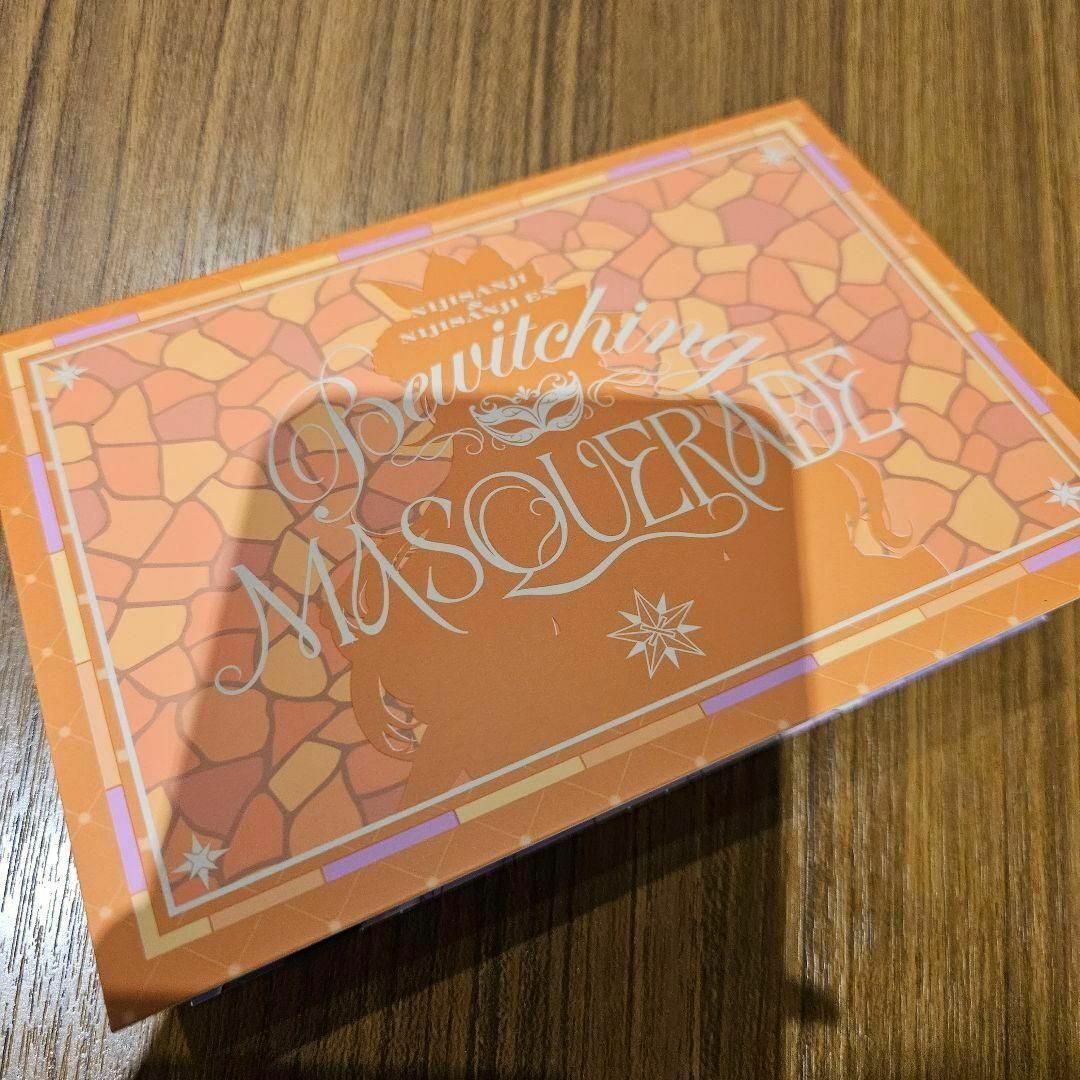 NIJISANJI
&
NIJISANJI EN
Bewitching
MASQUERADE